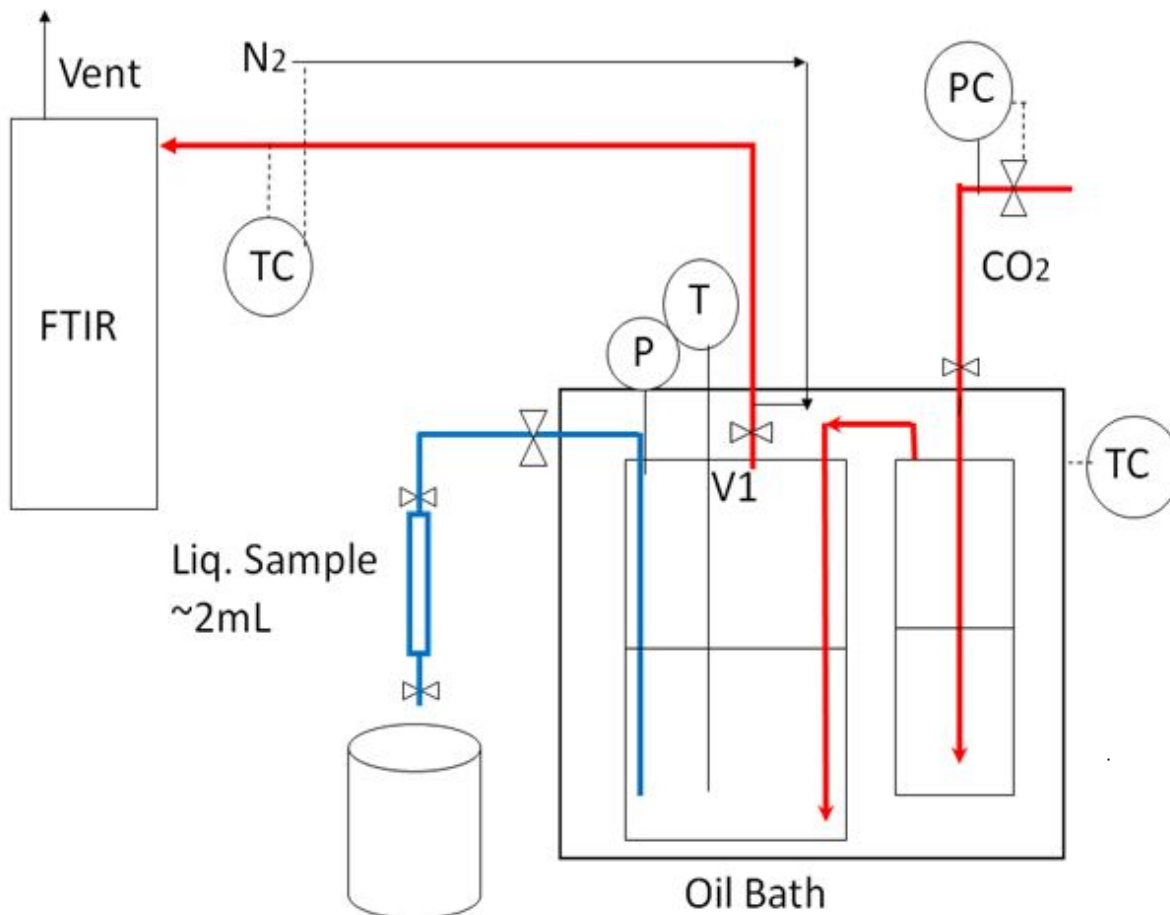 Vent
N2
PC
TC
CO2
FTIR
T
P
TC
V1
Liq. Sample
~2mL
Oil Bath